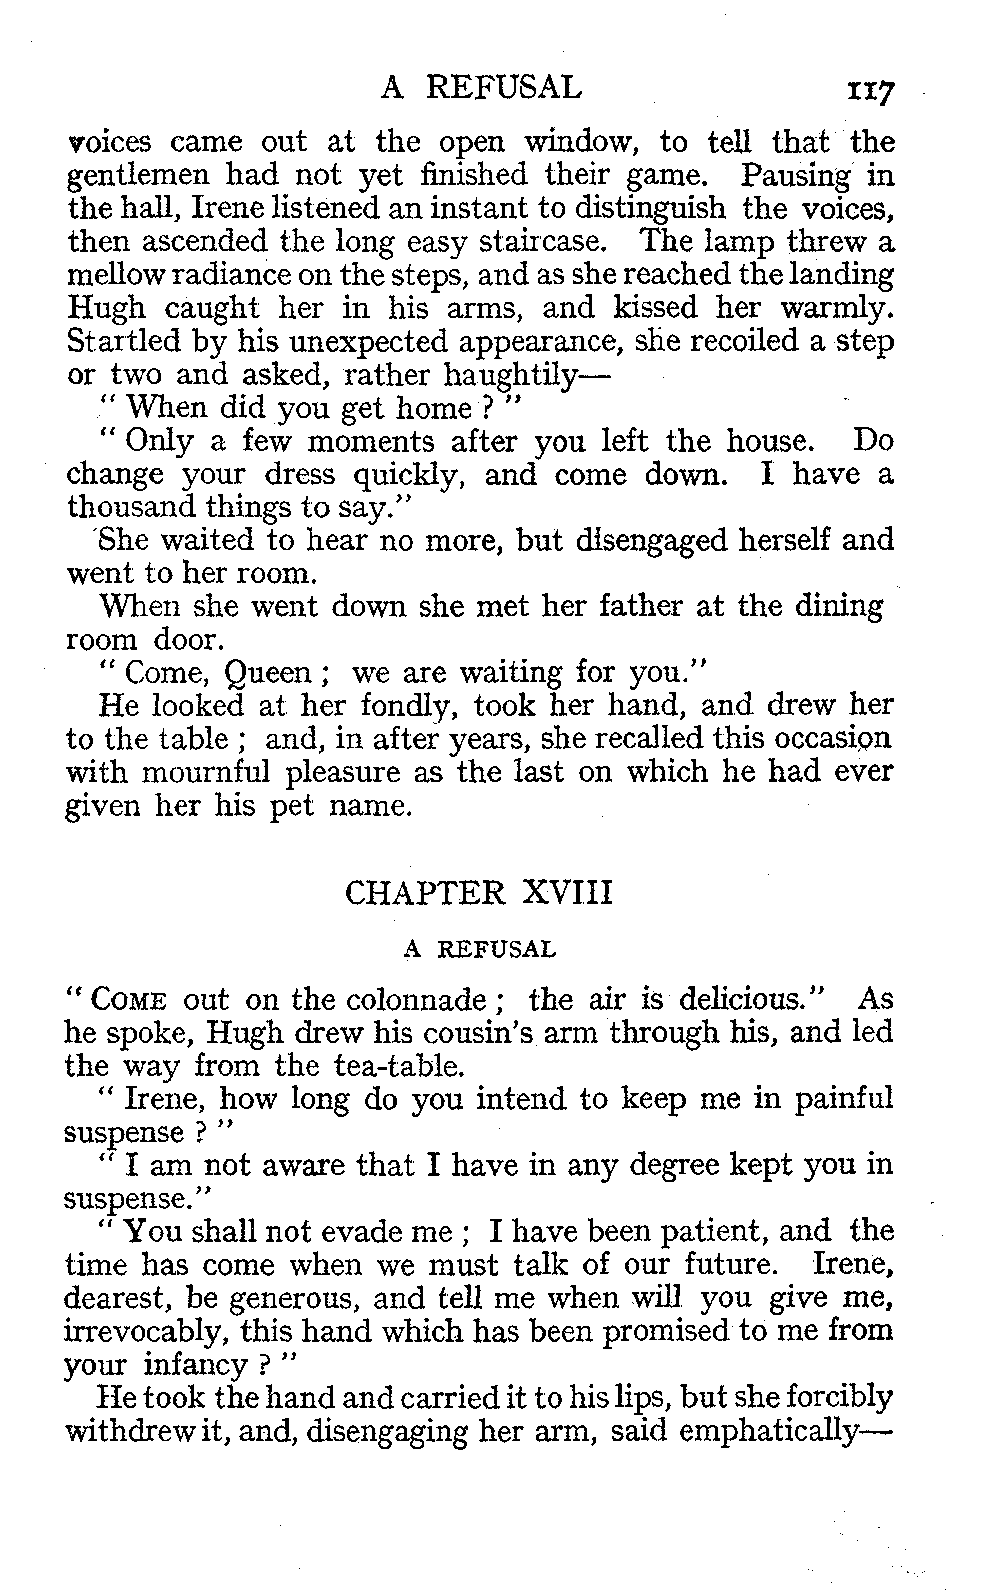 A REFUSAL 117
voices came out at the open window, to tell that the
gentlemen had not yet finished their game. Pausing in
the hall, Irene listened an instant to distinguish the voices,
then ascended the long easy staircase. The lamp threw a
mellow radiance on the steps, and as she reached the landing
Hugh caught her in his arms, and kissed her warmly.
Startled by his unexpected appearance, she recoiled a step
or two and asked, rather haughtily—
“ When did you get home ? ”
“ Only a few moments after you left the house. Do
change your dress quickly, and come down. I have a
thousand things to say.”
She waited to hear no more, but disengaged herself and
went to her room.
When she went down she met her father at the dining
room door.
“ Come, Queen ; we are waiting for you.”
He looked at her fondly, took her hand, and drew her
to the table ; and, in after years, she recalled this occasion
with mournful pleasure as the last on which he had ever
given her his pet name.
CHAPTER XVIII
A REFUSAL
“ COME out on the colonnade ; the air is delicious.” As
he spoke, Hugh drew his cousin's arm through his, and led
the way from the tea-table.
“ Irene, how long do you intend to keep me in painful
suspense ? ”
“ I am not aware that I have in any degree kept you in
suspense.”
“ You shall not evade me ; I have been patient, and the
time has come when we must talk of our future. Irene,
dearest, be generous, and tell me when will you give me,
irrevocably, this hand which has been promised to me from
your infancy ? ”
He took the hand and carried it to his lips, but she forcibly
withdrew it, and, disengaging her arm, said emphatically—